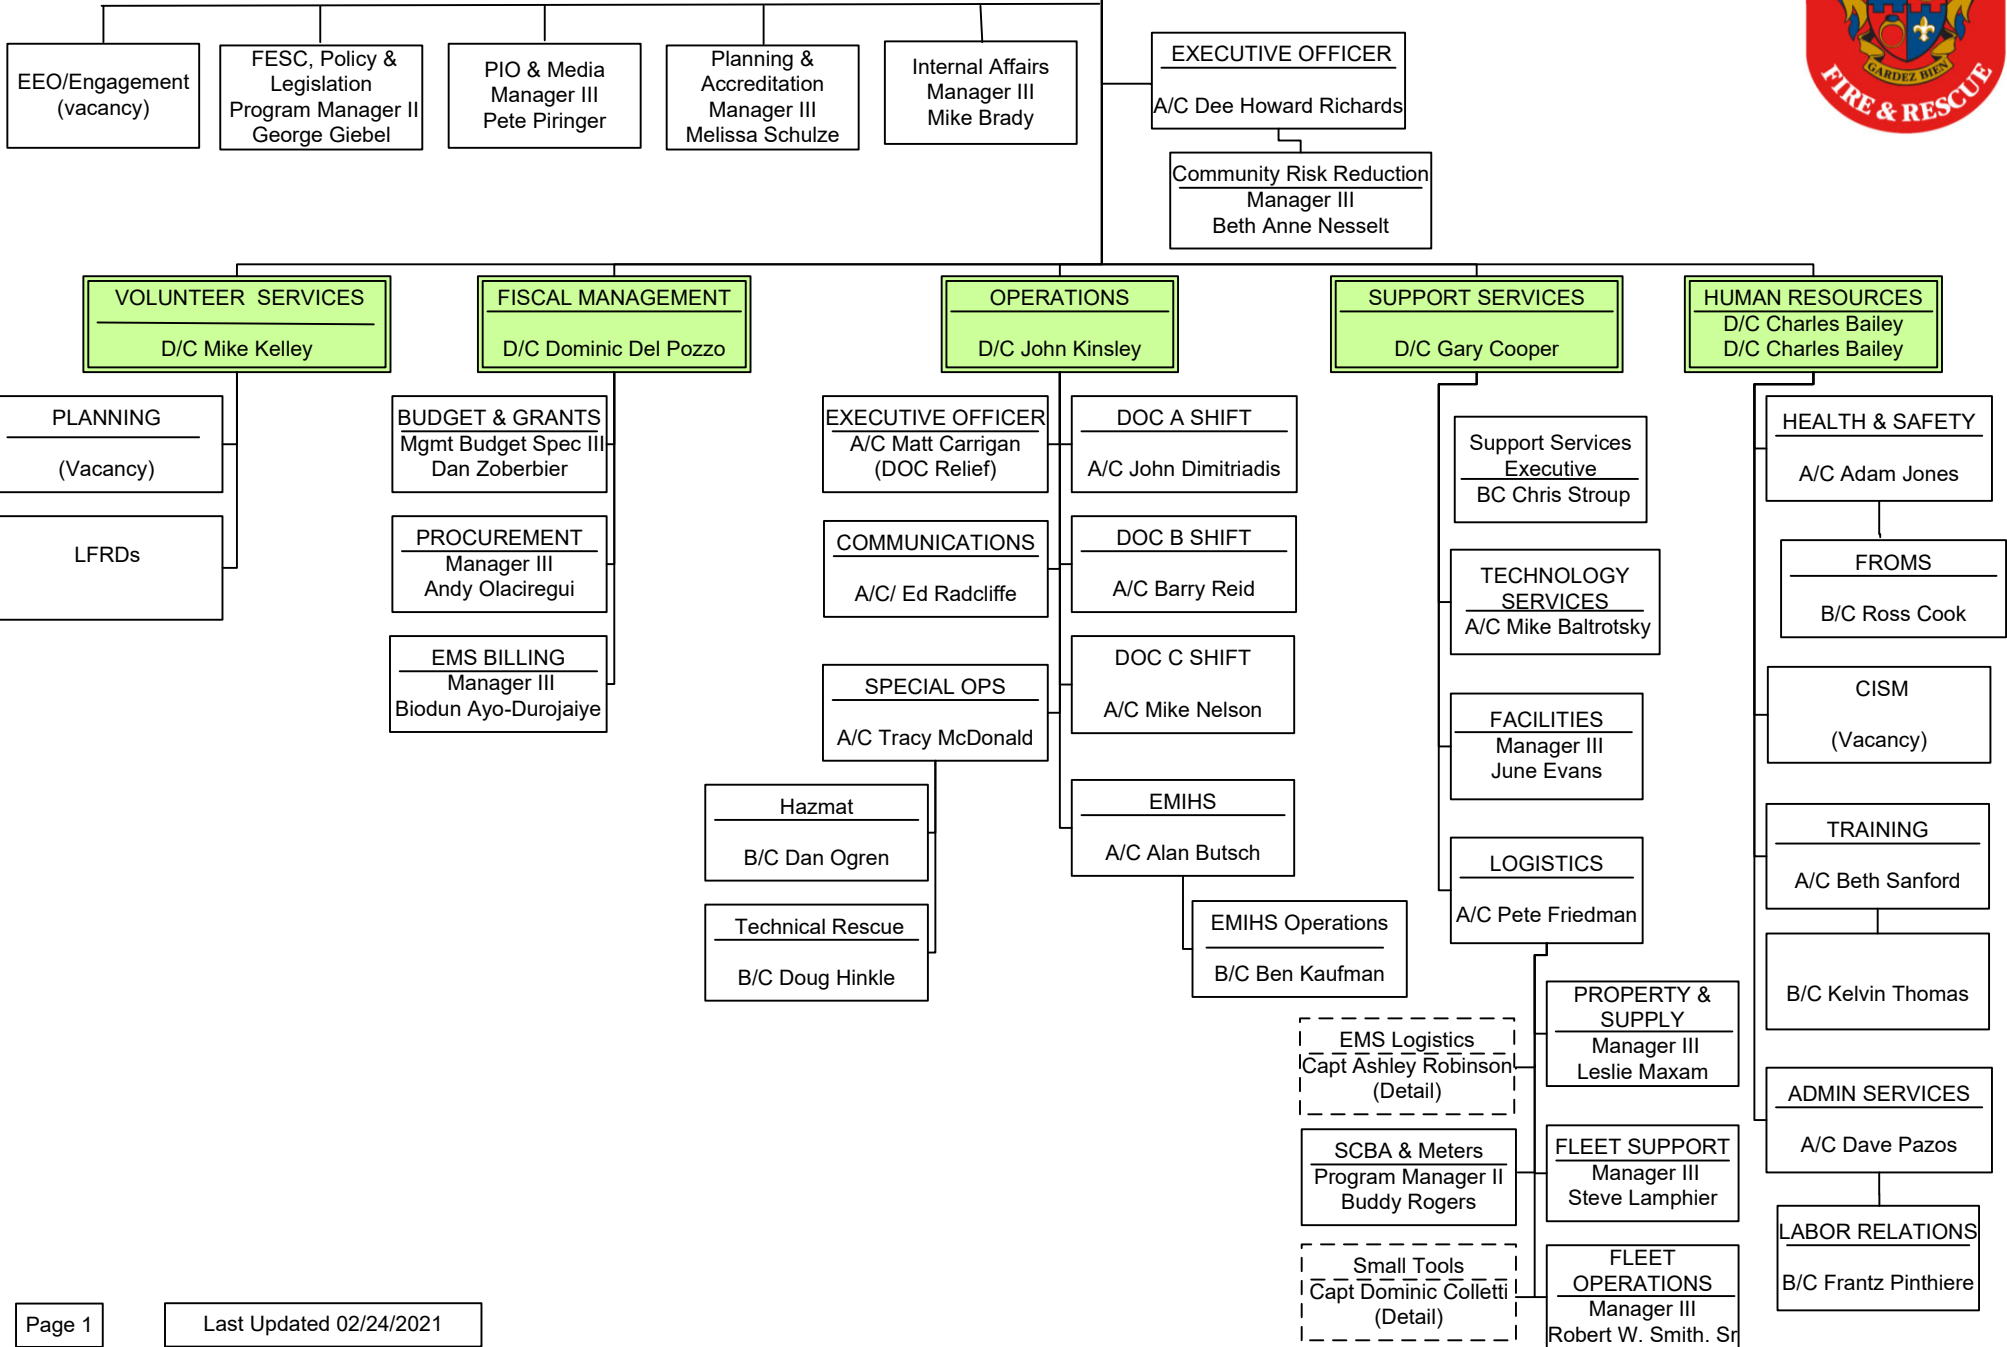 EEO/Engagement
(vacancy)
FESC, Policy &
Legislation
Program Manager II
George Giebel
PIO & Media
Manager III
Pete Piringer
Planning &
Accreditation
Manager III
Melissa Schulze
Internal Affairs
Manager III
Mike Brady
EXECUTIVE OFFICER
A/C Dee Howard Richards
GARDEZ BIEN
FIRE & RESCUE
Community Risk Reduction
Manager III
Beth Anne Nesselt
VOLUNTEER SERVICES
D/C Mike Kelley
FISCAL MANAGEMENT
D/C Dominic Del Pozzo
OPERATIONS
D/C John Kinsley
SUPPORT SERVICES
D/C Gary Cooper
HUMAN RESOURCES
D/C Charles Bailey
D/C Charles Bailey
PLANNING
(Vacancy)
LFRDs
BUDGET & GRANTS
Mgmt Budget Spec III
Dan Zoberbier
PROCUREMENT
Manager III
Andy Olaciregui
EMS BILLING
Manager III
Biodun Ayo-Durojaiye
EXECUTIVE OFFICER
A/C Matt Carrigan
(DOC Relief)
COMMUNICATIONS
A/C/ Ed Radcliffe
SPECIAL OPS
A/C Tracy McDonald
Hazmat
B/C Dan Ogren
Technical Rescue
B/C Doug Hinkle
DOC A SHIFT
A/C John Dimitriadis
DOC B SHIFT
A/C Barry Reid
DOC C SHIFT
A/C Mike Nelson
EMIHS
A/C Alan Butsch
EMIHS Operations
B/C Ben Kaufman
Support Services
Executive
BC Chris Stroup
TECHNOLOGY
SERVICES
A/C Mike Baltrotsky
FACILITIES
Manager III
June Evans
LOGISTICS
A/C Pete Friedman
EMS Logistics
Capt Ashley Robinson
(Detail)
SCBA & Meters
Program Manager II
Buddy Rogers
Small Tools
Capt Dominic Colletti
(Detail)
PROPERTY &
SUPPLY
Manager III
Leslie Maxam
FLEET SUPPORT
Manager III
Steve Lamphier
FLEET
OPERATIONS
Manager III
Robert W. Smith. Sr
HEALTH & SAFETY
A/C Adam Jones
FROMS
B/C Ross Cook
CISM
(Vacancy)
TRAINING
A/C Beth Sanford
B/C Kelvin Thomas
ADMIN SERVICES
A/C Dave Pazos
LABOR RELATIONS
B/C Frantz Pinthiere
Page 1
Last Updated 02/24/2021